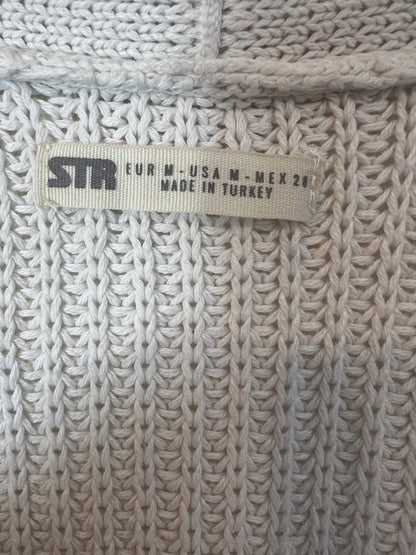 STR
EUR M - USA M - MEX 28
MADE IN TURKEY